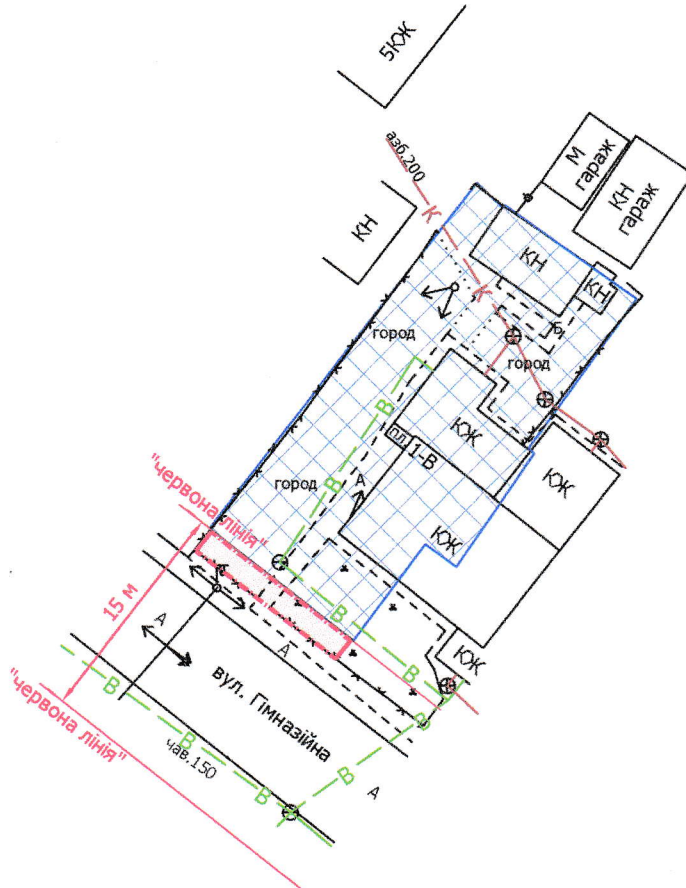 5КЖ
азб.200
К
М
гараж
КН
гараж
КН
К
КН
КН
Б
город
город
В
КЖ
пл.
1-В
А
КЖ
город
КЖ
"червона лінія"
В
В
15 м
А
К
А
В
КЖ
"червона лінія"
В
вул. Гімназійна
В
В
чав.150
В
В
А
В